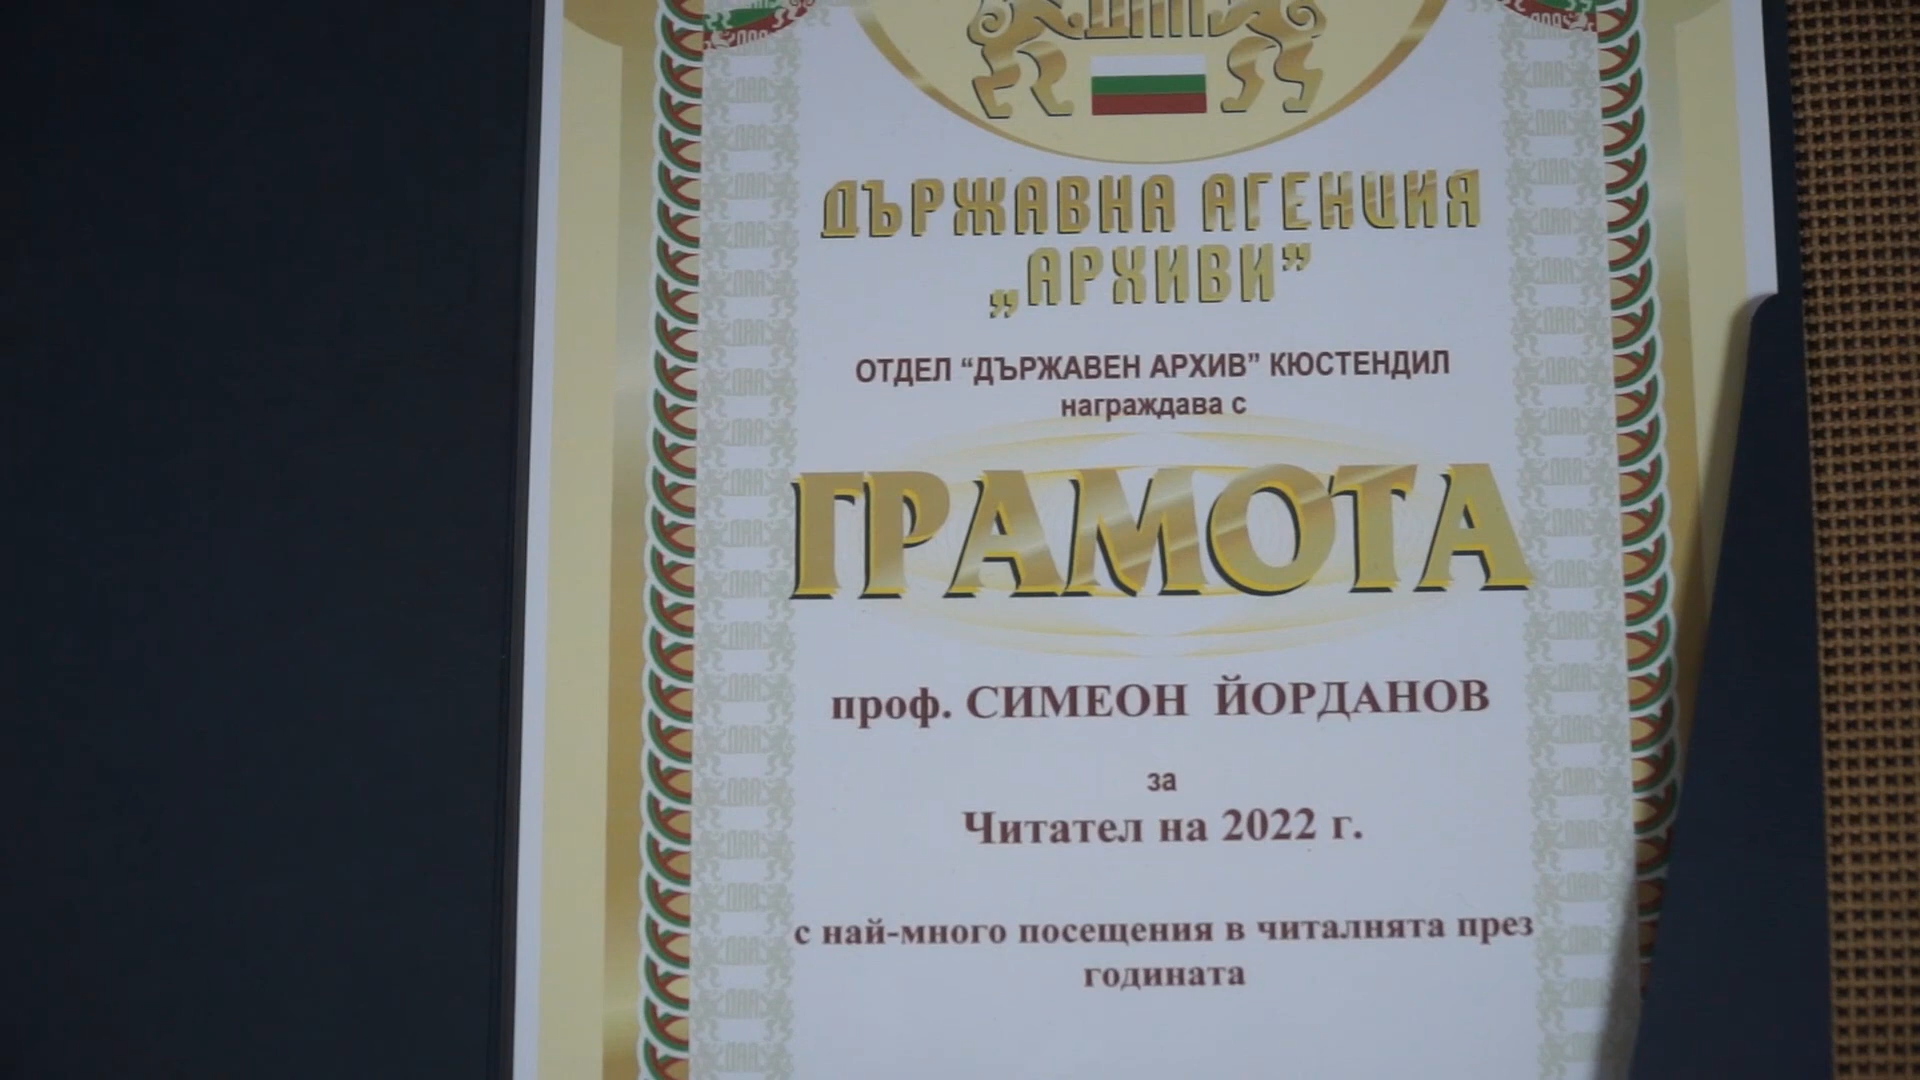 ДЪРЖАВНА АГЕНЦИЯ
„АРХИВИ”
ОТДЕЛ “ДЪРЖАВЕН АРХИВ” КЮСТЕНДИЛ
награждава с
ГРАМОТА
проф. СИМЕОН ЙОРДАНОВ
за
Читател на 2022 г.
с най-много посещения в читалнята през
годината